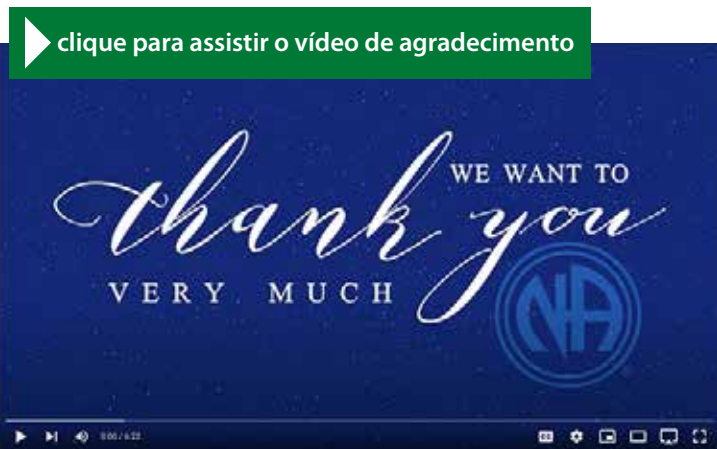 clique para assistir o vídeo de agradecimento
WE WANT TO
thank you
VERY MUCH
NA
0:00 / 6:22